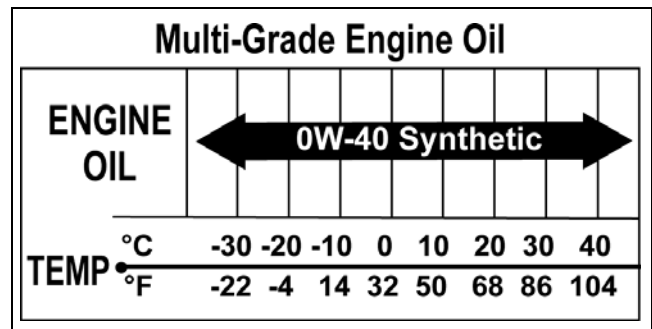 Multi-Grade Engine Oil
ENGINE
OIL
0W-40 Synthetic
°C -30 -20 -10 0 10 20 30 40
TEMP
°F -22 -4 14 32 50 68 86 104